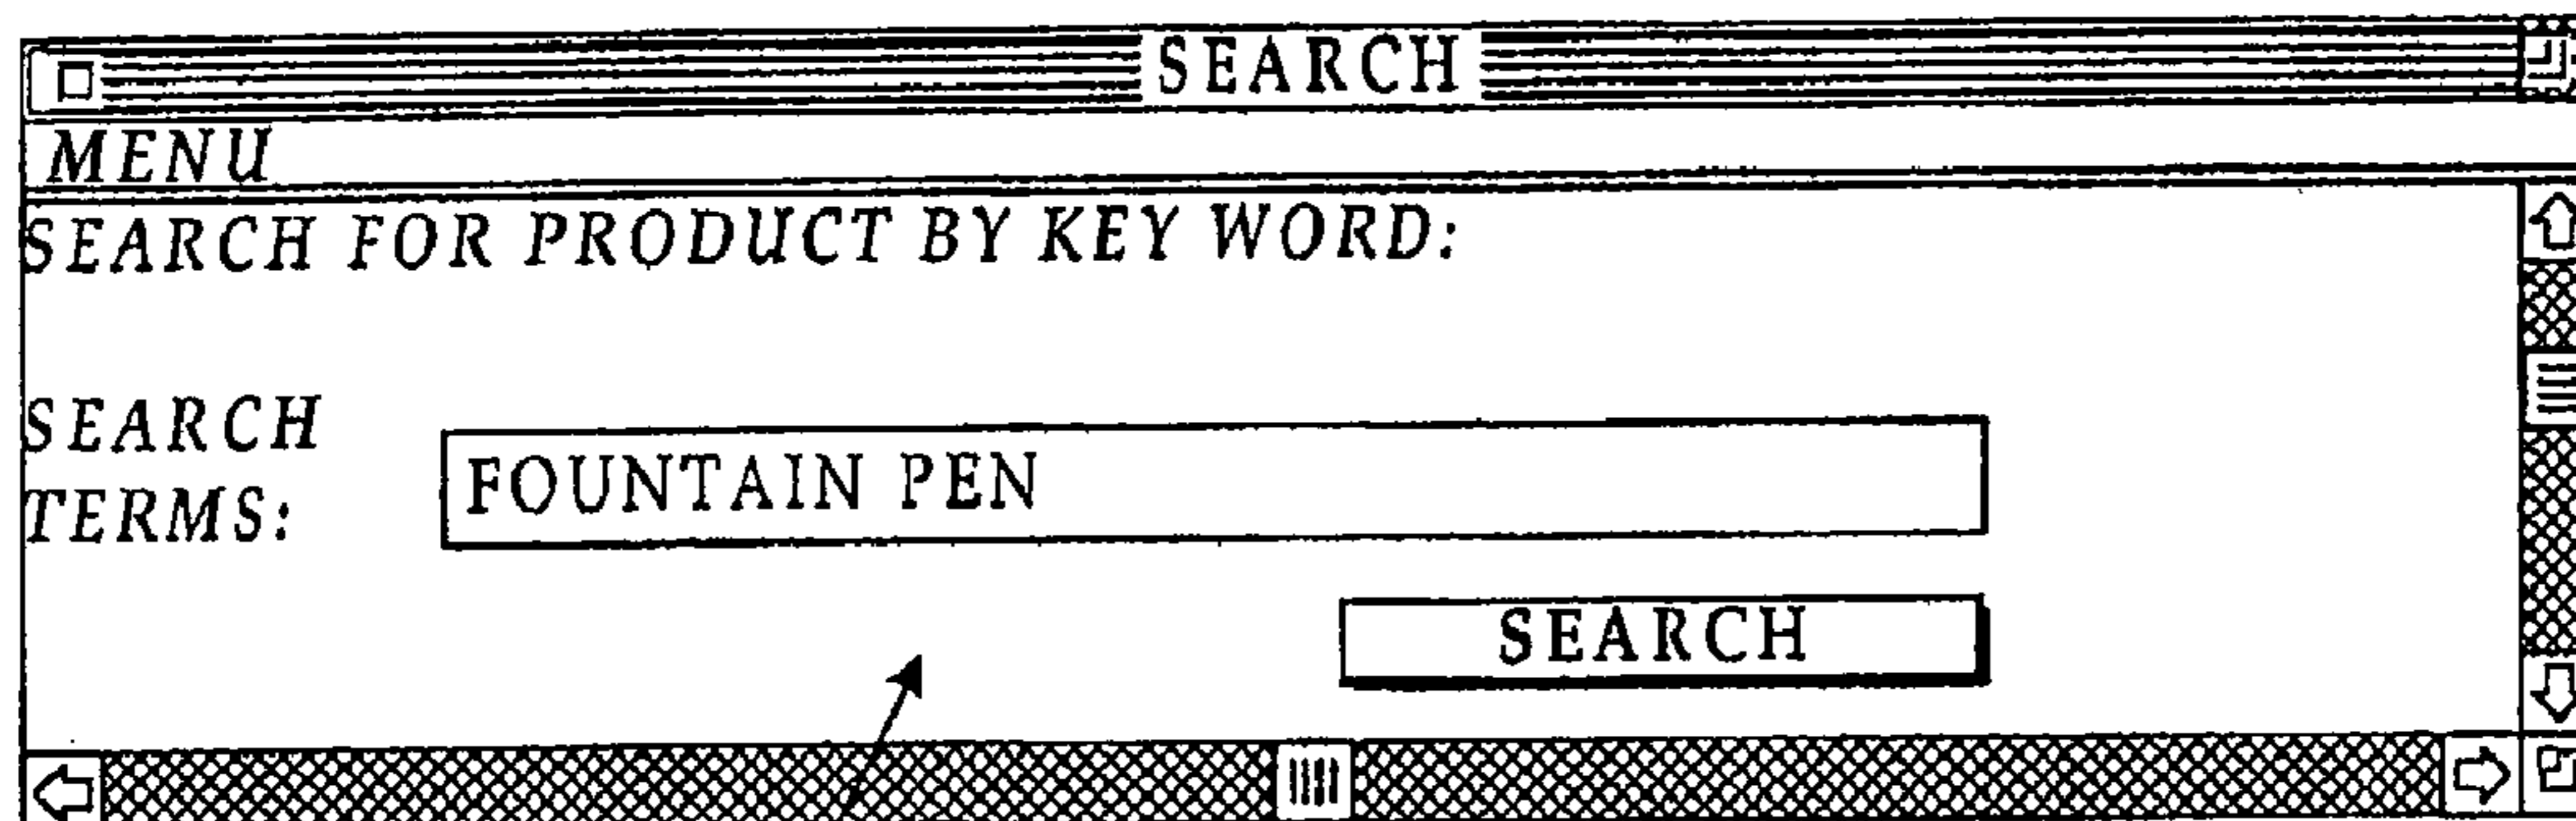 SEARCH
MENU
SEARCH FOR PRODUCT BY KEY WORD:
SEARCH
TERMS:
FOUNTAIN PEN
SEARCH